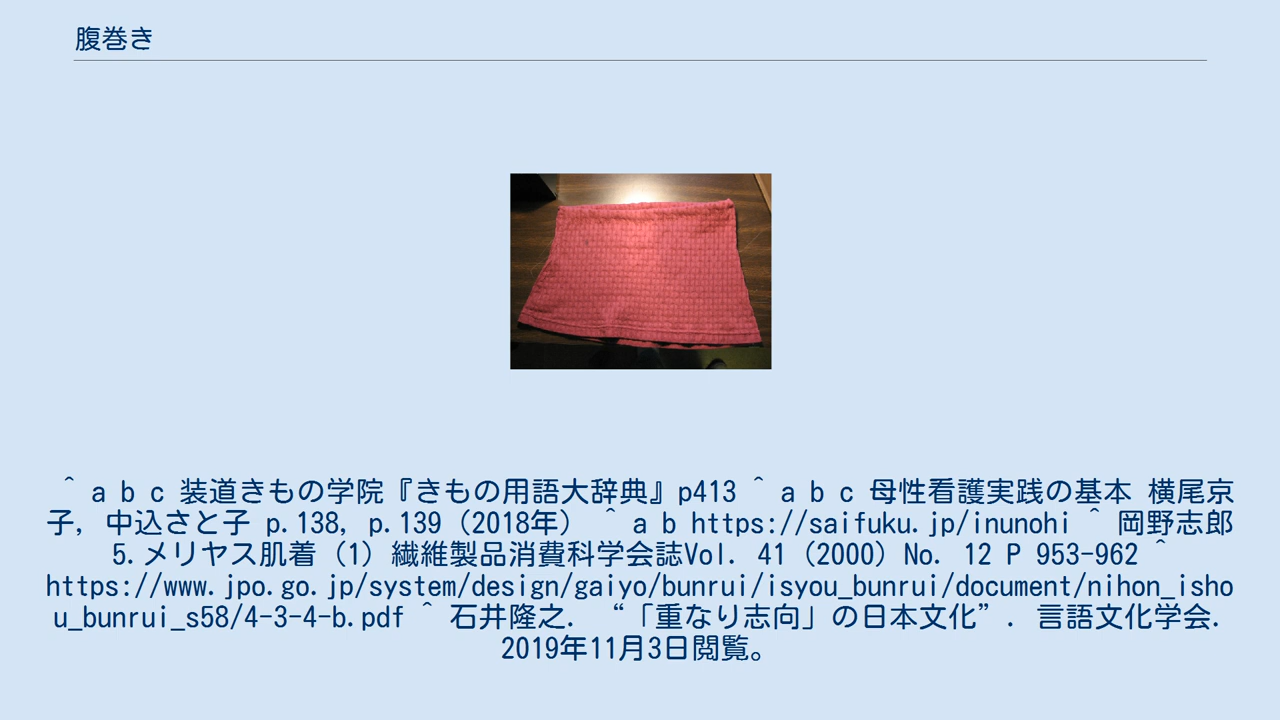 腹巻き
^ a b c 装道きもの学院『きもの用語大辞典』p413 ^ a b c 母性看護実践の基本 横尾京
子, 中込さと子 p.138, p.139（2018年） ^ a b https://saifuku.jp/inunohi ^ 岡野志郎
5.メリヤス肌着（1）繊維製品消費科学会誌Vol. 41（2000）No. 12 P 953-962 ^
https://www.jpo.go.jp/system/design/gaiyo/bunrui/isyou_bunrui/document/nihon_isho
u_bunrui_s58/4-3-4-b.pdf ^ 石井隆之. “「重なり志向」の日本文化”. 言語文化学会.
2019年11月3日閲覧。